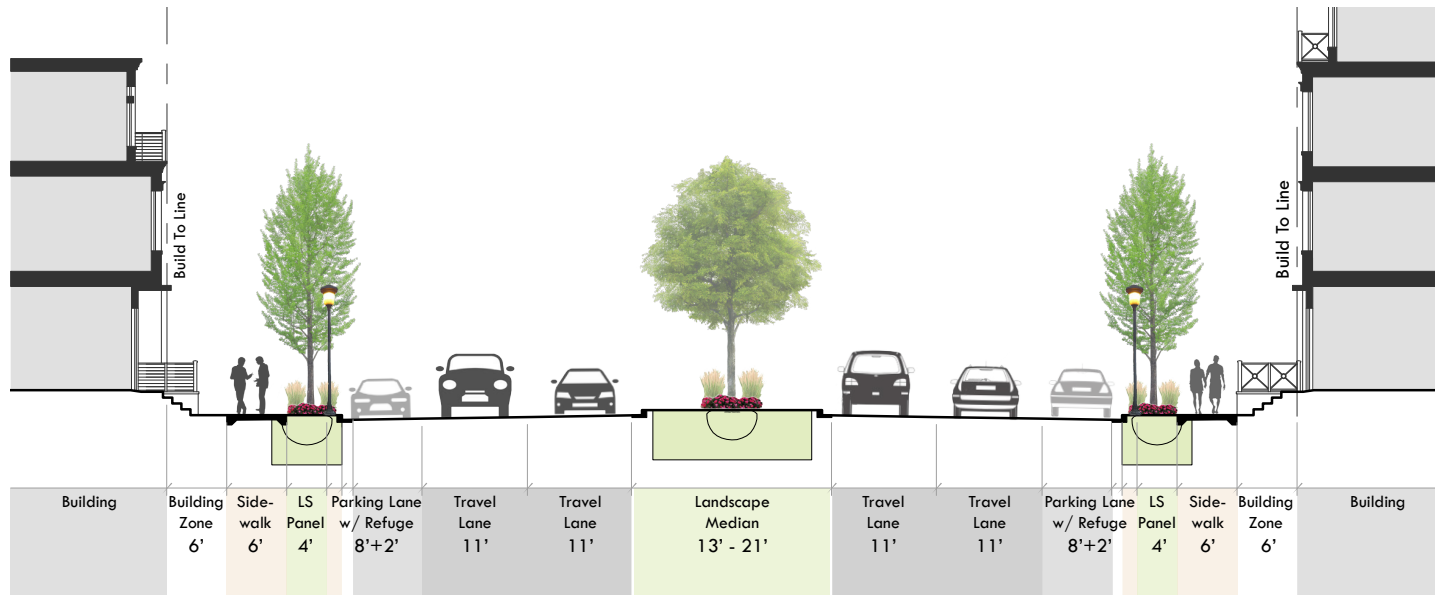 Build To Line
Build To Line
Building
Building
Zone
6'
Side-
walk
6'
LS
Panel
4'
Parking Lane
w/ Refuge
8'+2'
Travel
Lane
11'
Travel
Lane
11'
Landscape
Median
13' - 21'
Travel
Lane
11'
Travel
Lane
11'
Parking Lane
w/ Refuge
8'+2'
LS
Panel
4'
Side-
walk
6'
Building
Zone
6'
Building